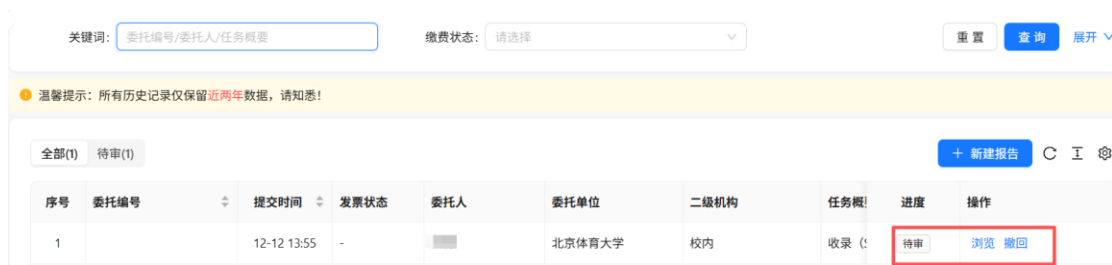 关键词： 委托编号/委托人/任务概要 缴费状态： 请选择 重置 查询 展开
温馨提示：所有历史记录仅保留近两年数据，请知悉！
全部(1) 待审(1) + 新建报告
序号 委托编号 提交时间 发票状态 委托人 委托单位 二级机构 任务概 进度 操作
1 12-12 13:55 - 北京体育大学 校内 收录 ( 待审 浏览 撤回